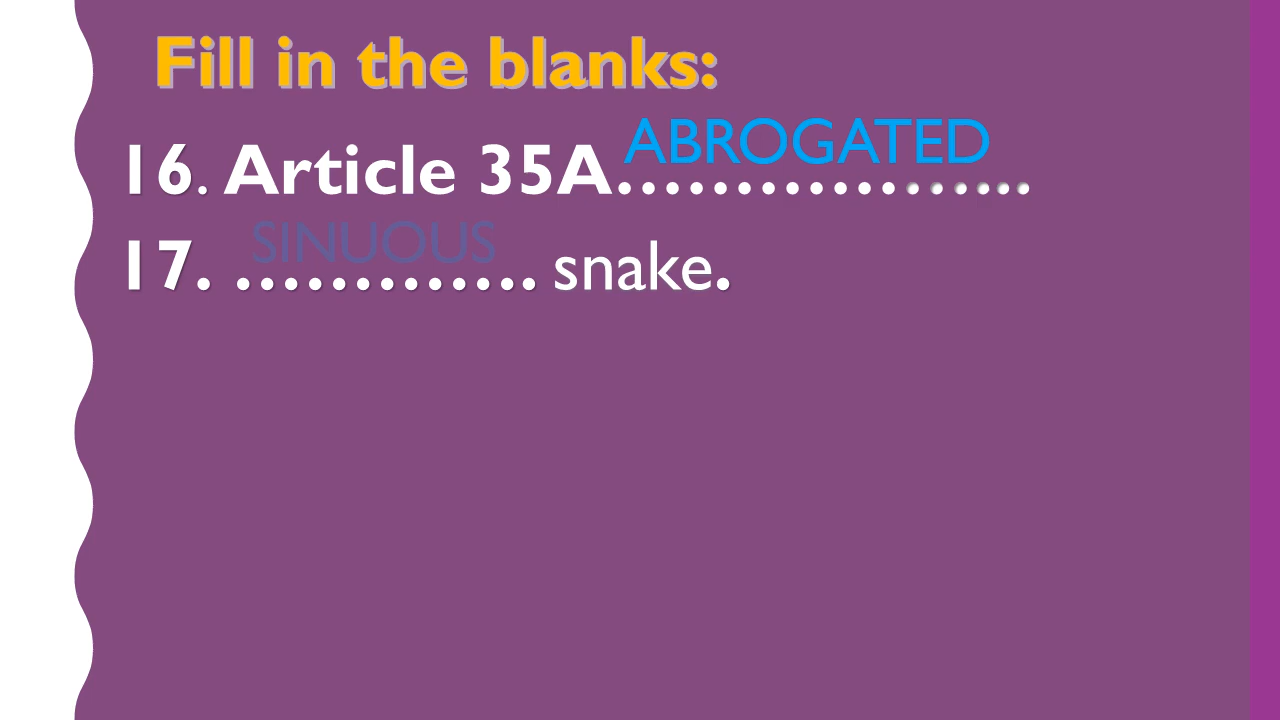 Fill in the blanks:
ABROGATED
16. Article 35A………………..
SINUOUS
17. …………. snake.